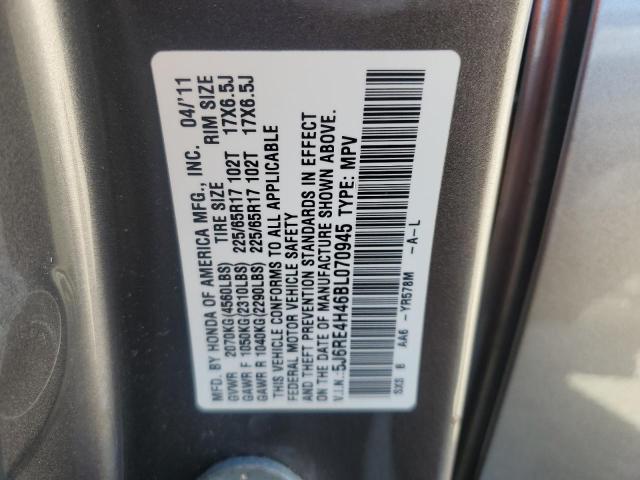 MFD. BY HONDA OF AMERICA MFG., INC. 04/'11
TIRE SIZE RIM SIZE
GVWR 2070KG(4560LBS)
GAWR F 1050KG(2310LBS) 225/65R17 102T 17X6.5J
GAWR R 1040KG(2290LBS) 225/65R17 102T 17X6.5J
THIS VEHICLE CONFORMS TO ALL APPLICABLE
FEDERAL MOTOR VEHICLE SAFETY
AND THEFT PREVENTION STANDARDS IN EFFECT
ON THE DATE OF MANUFACTURE SHOWN ABOVE.
V.I.N.: 5J6RE4H46BL070945 TYPE: MPV
SXS B AA6 - YR578M -A-L